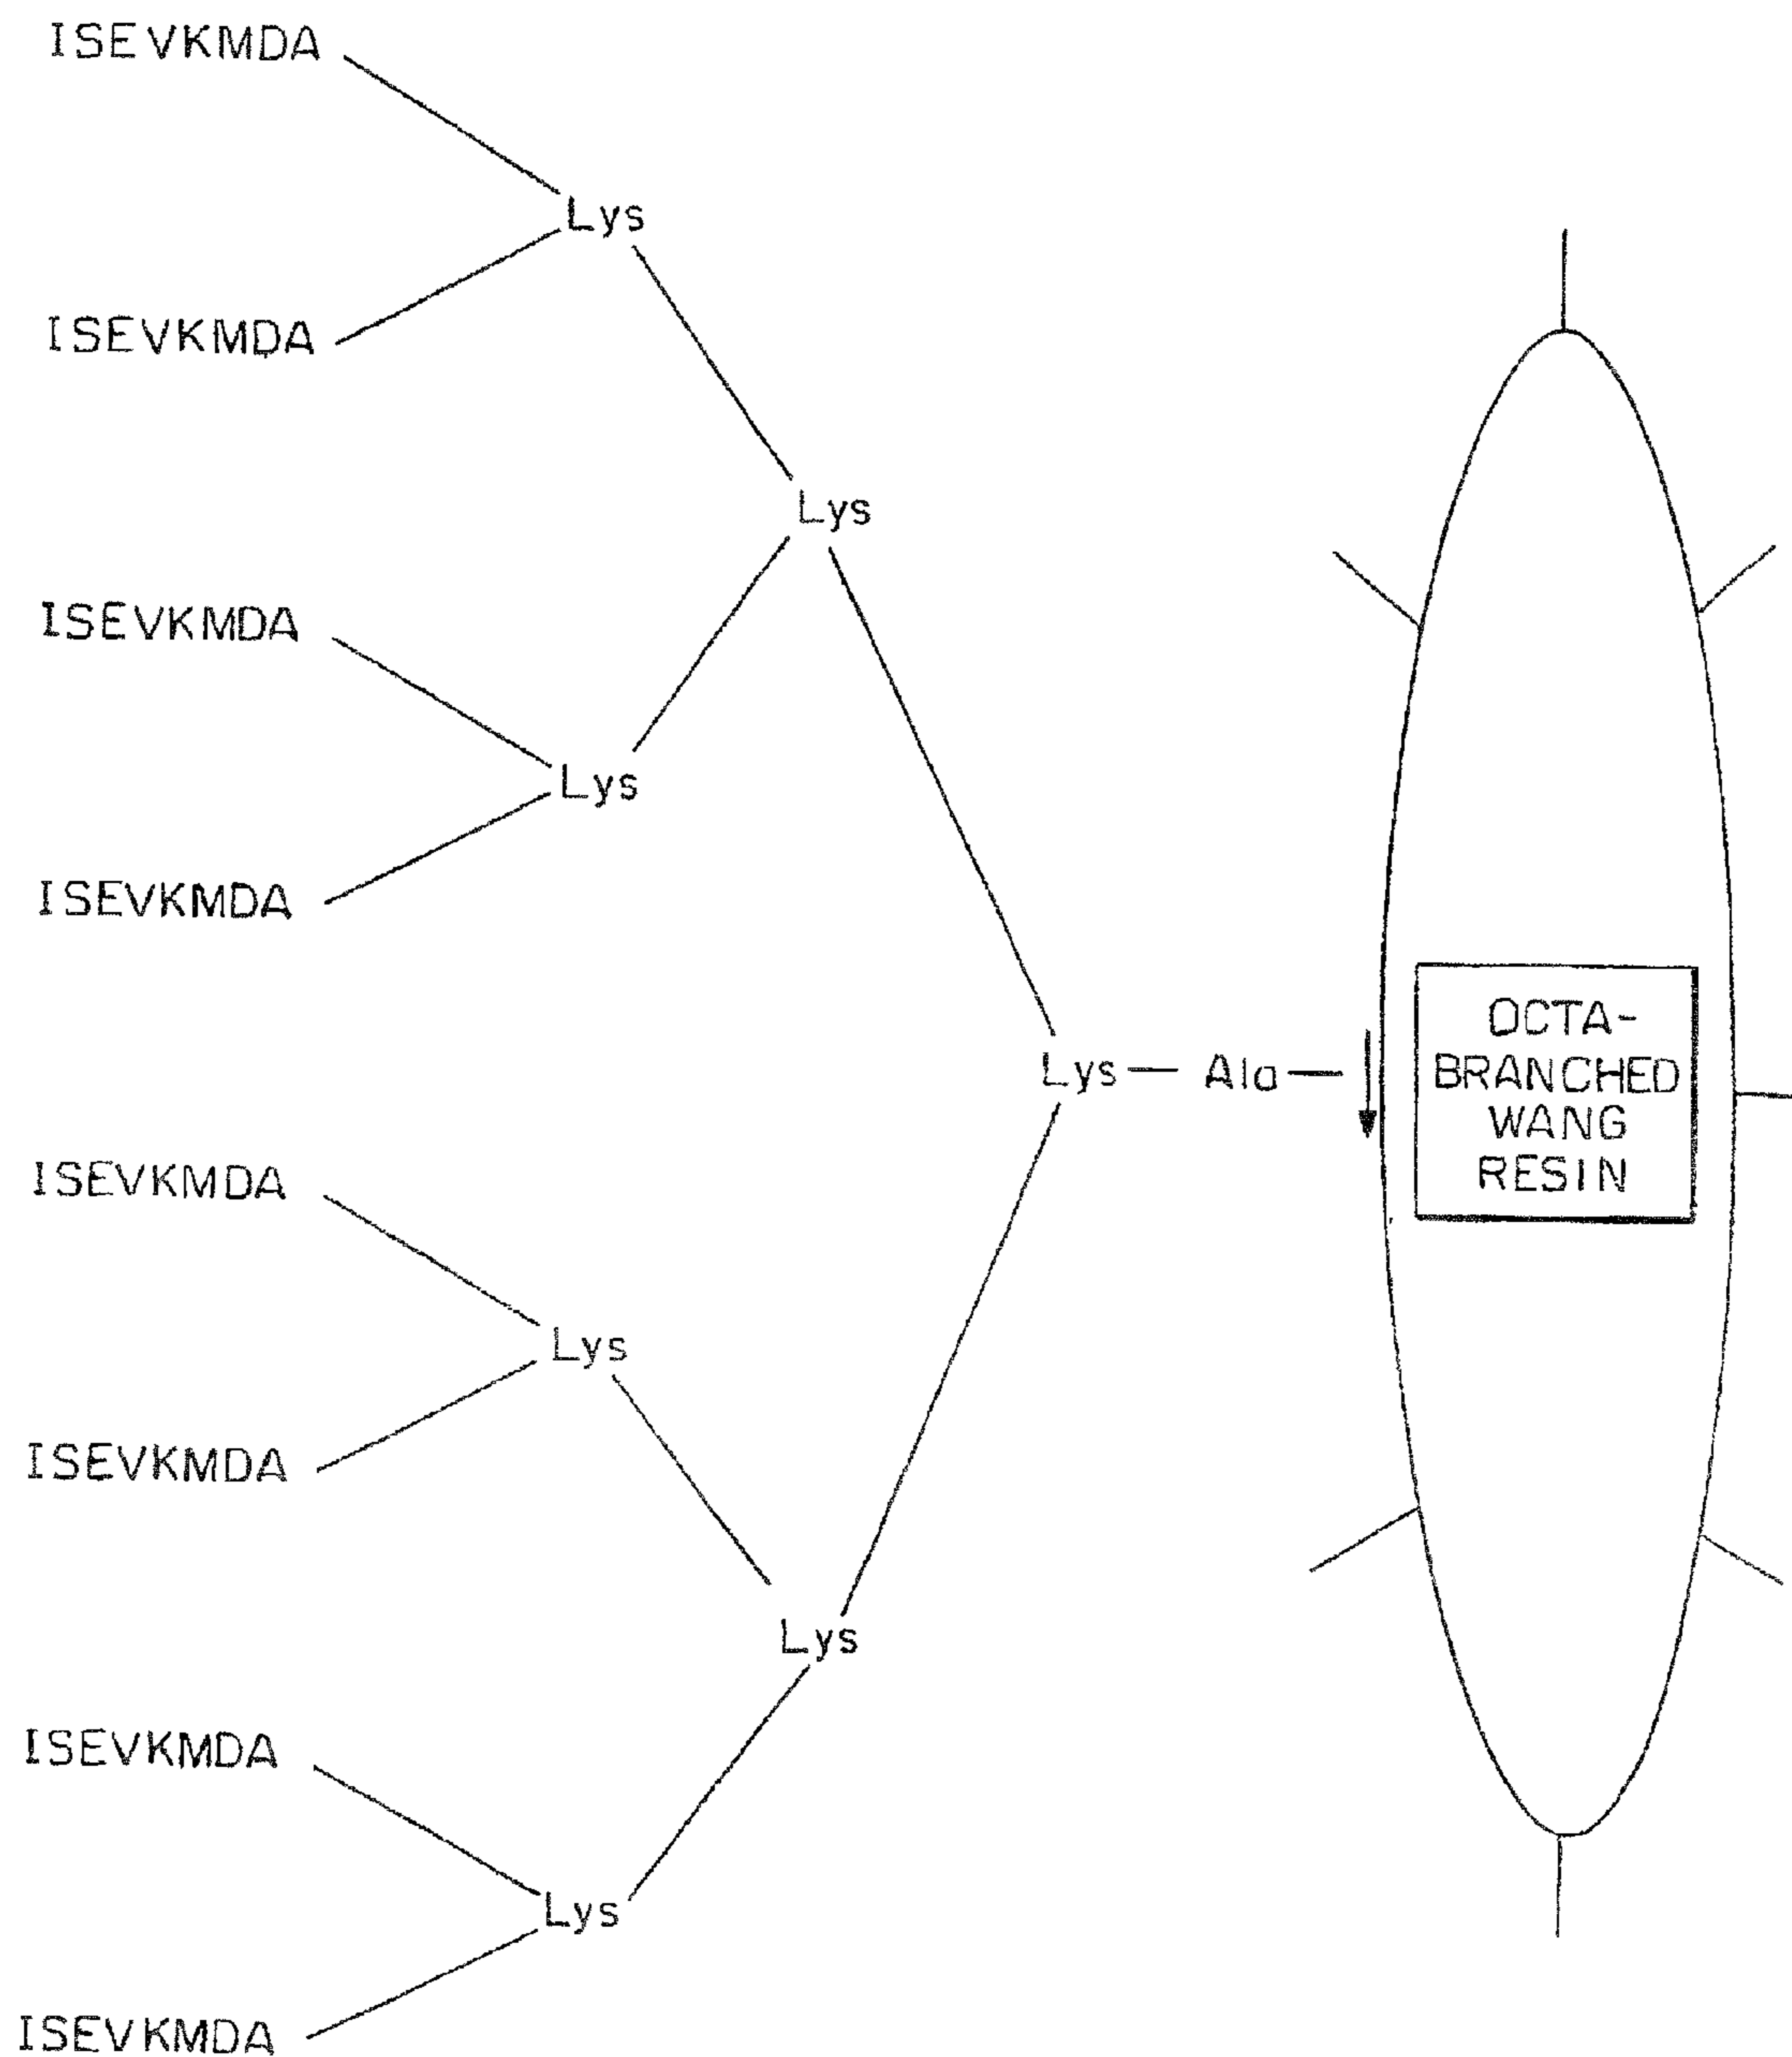 ISEVKMDA
Lys
ISEVKMDA
Lys
ISEVKMDA
Lys
ISEVKMDA
Lys — Ala —
OCTA-
BRANCHED
WANG
RESIN
ISEVKMDA
Lys
ISEVKMDA
Lys
ISEVKMDA
Lys
ISEVKMDA